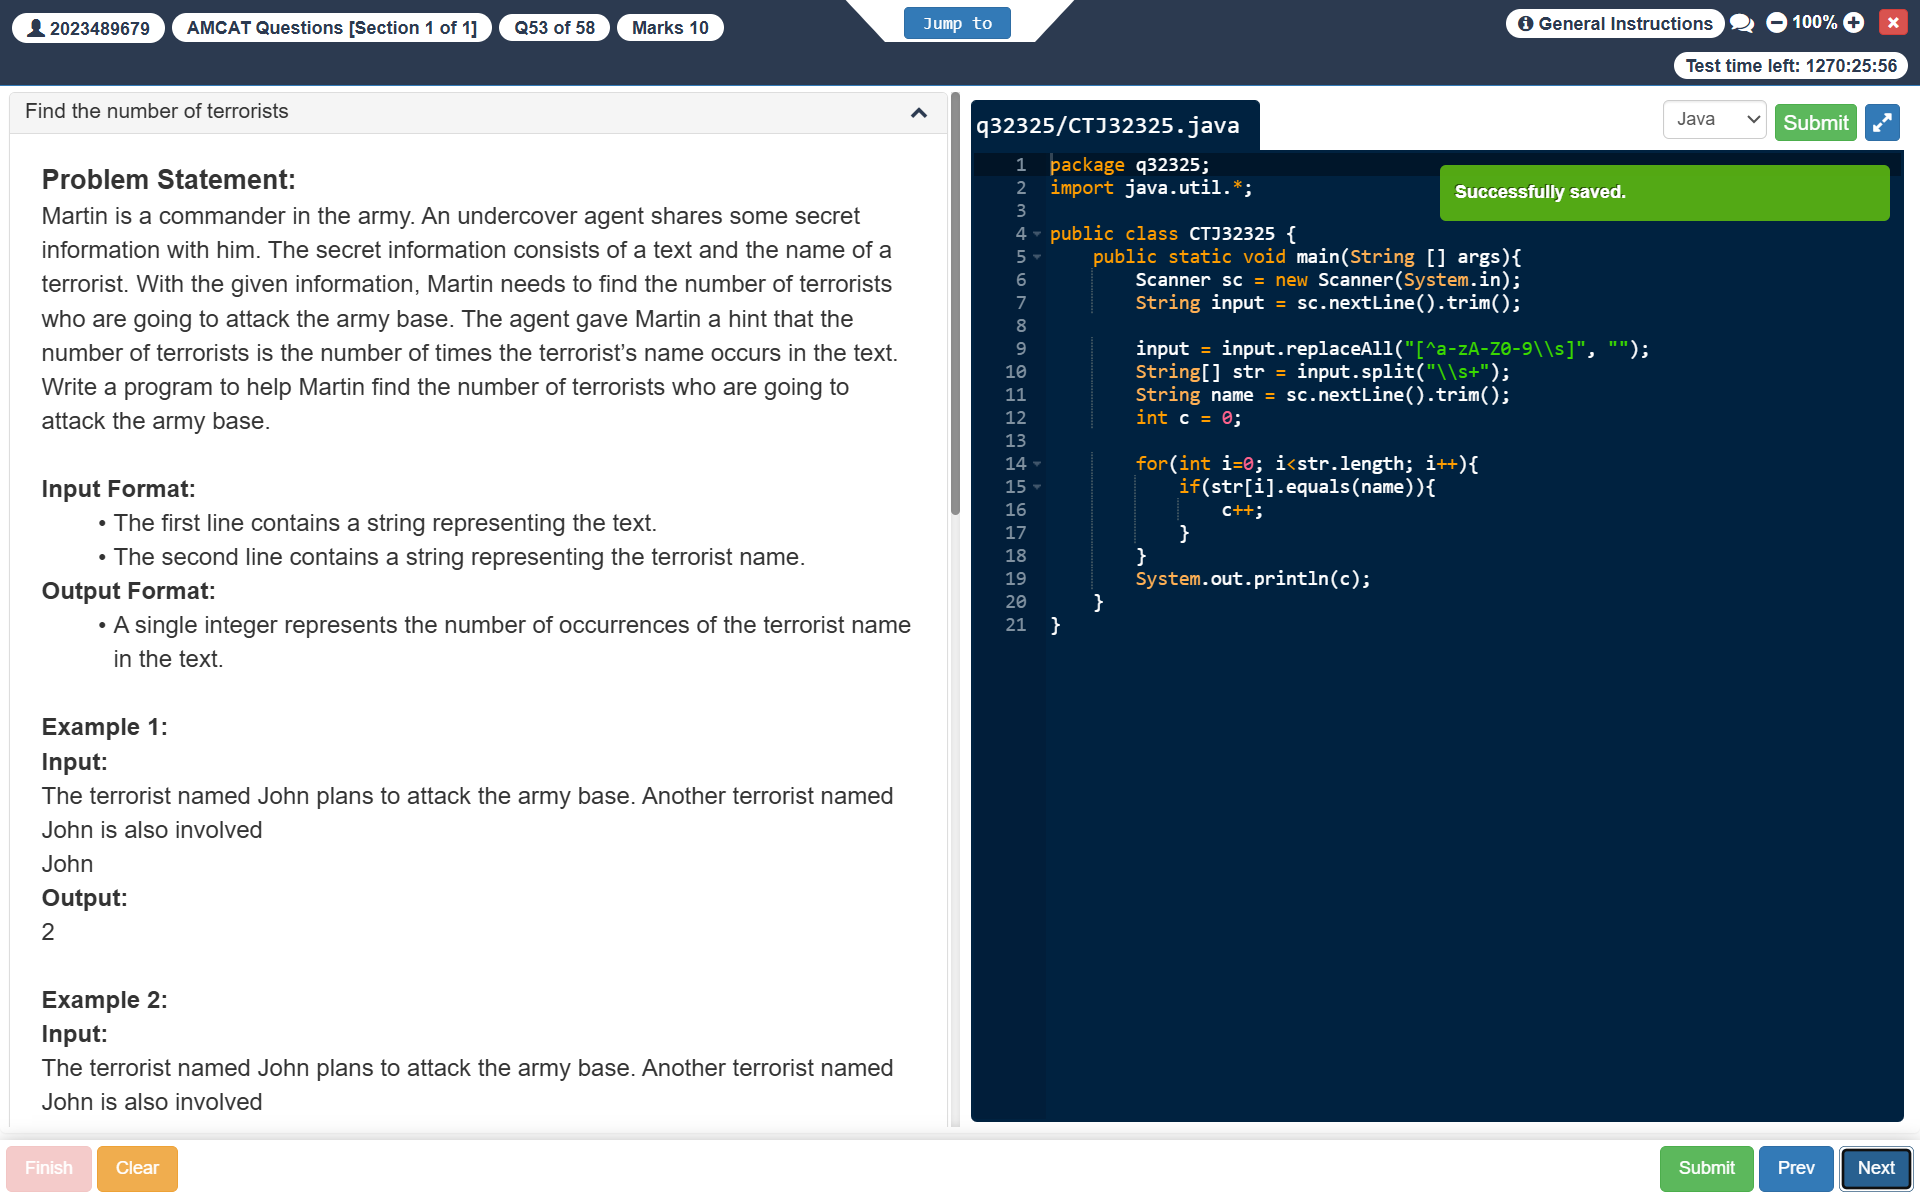 2023489679
AMCAT Questions [Section 1 of 1]
Q53 of 58
Marks 10
Jump to
General Instructions
100%
Test time left: 1270:25:56
Find the number of terrorists
Problem Statement:
Martin is a commander in the army. An undercover agent shares some secret
information with him. The secret information consists of a text and the name of a
terrorist. With the given information, Martin needs to find the number of terrorists
who are going to attack the army base. The agent gave Martin a hint that the
number of terrorists is the number of times the terrorist’s name occurs in the text.
Write a program to help Martin find the number of terrorists who are going to
attack the army base.
Input Format:
• The first line contains a string representing the text.
• The second line contains a string representing the terrorist name.
Output Format:
• A single integer represents the number of occurrences of the terrorist name
in the text.
Example 1:
Input:
The terrorist named John plans to attack the army base. Another terrorist named
John is also involved
John
Output:
2
Example 2:
Input:
The terrorist named John plans to attack the army base. Another terrorist named
John is also involved
q32325/CTJ32325.java
Java
Submit
Successfully saved.
1 package q32325;
2 import java.util.*;
3
4 public class CTJ32325 {
5 public static void main(String [] args){
6 Scanner sc = new Scanner(System.in);
7 String input = sc.nextLine().trim();
8
9 input = input.replaceAll("[^a-zA-Z0-9\\s]", "");
10 String[] str = input.split("\\s+");
11 String name = sc.nextLine().trim();
12 int c = 0;
13
14 for(int i=0; i<str.length; i++){
15 if(str[i].equals(name)){
16 c++;
17 }
18 }
19 System.out.println(c);
20 }
21 }
Finish
Clear
Submit
Prev
Next